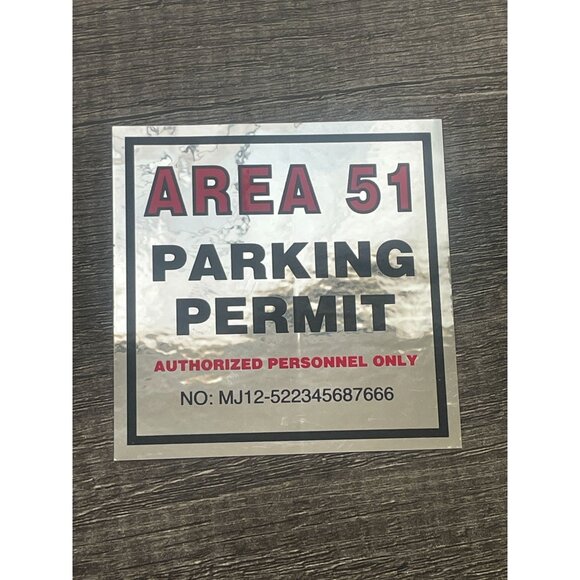 AREA 51
PARKING
PERMIT
AUTHORIZED PERSONNEL ONLY
NO: MJ12-522345687666